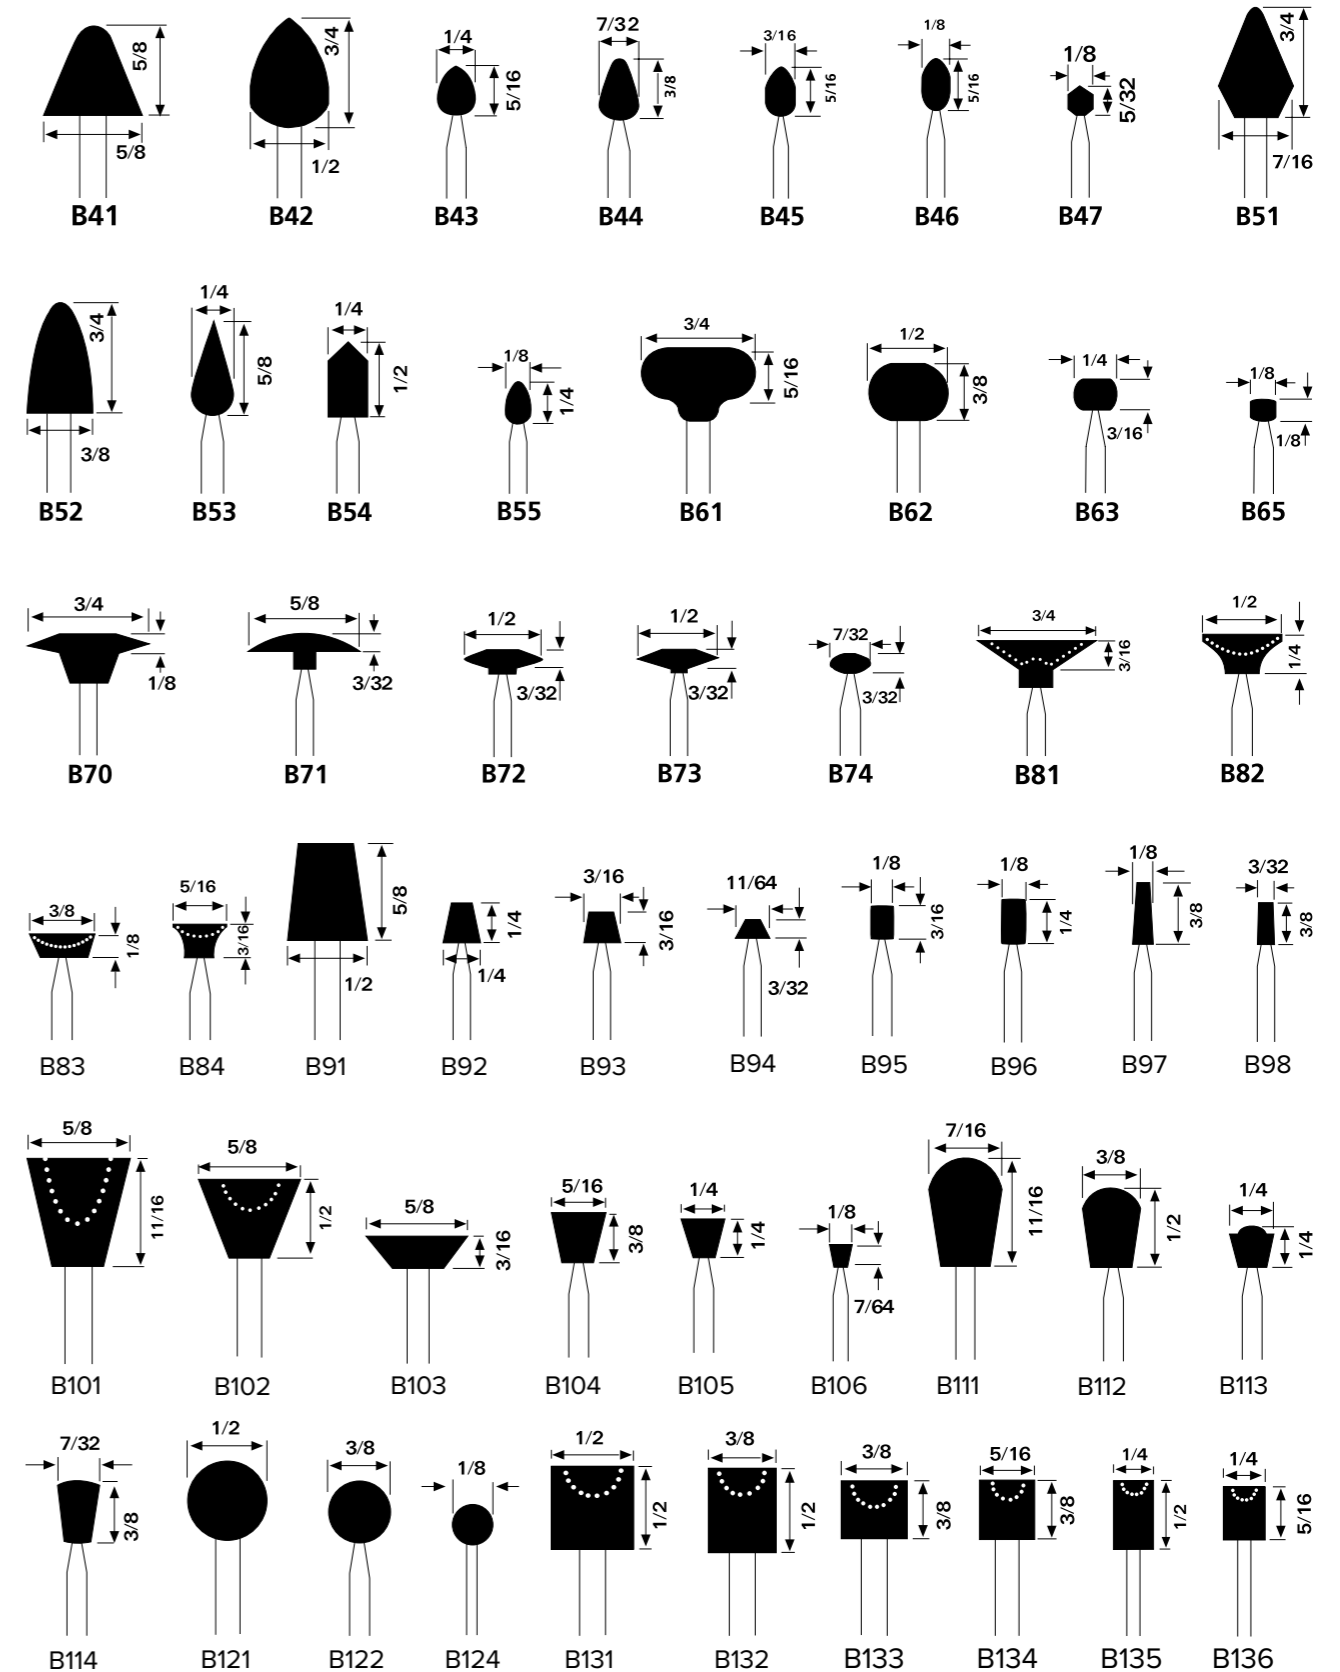 5/8
5/8
B41
3/4
1/2
B42
1/4
5/16
B43
7/32
3/8
B44
3/16
5/16
B45
1/8
5/16
B46
1/8
5/32
B47
3/4
7/16
B51
3/4
3/8
B52
1/4
5/8
B53
1/4
1/2
B54
1/8
1/4
B55
3/4
5/16
B61
1/2
3/8
B62
1/4
3/16
B63
1/8
1/8
B65
3/4
1/8
B70
5/8
3/32
B71
1/2
3/32
B72
1/2
3/32
B73
7/32
3/32
B74
3/4
3/16
B81
1/2
1/4
B82
3/8
1/8
B83
5/16
3/16
B84
5/8
1/2
B91
1/4
1/4
B92
3/16
3/16
B93
11/64
3/32
B94
1/8
3/16
B95
1/8
1/4
B96
1/8
3/8
B97
3/32
3/8
B98
5/8
11/16
B101
5/8
1/2
B102
5/8
3/16
B103
5/16
3/8
B104
1/4
1/4
B105
1/8
7/64
B106
7/16
11/16
B111
3/8
1/2
B112
1/4
1/4
B113
7/32
3/8
B114
1/2
B121
3/8
B122
1/8
B124
1/2
1/2
B131
3/8
1/2
B132
3/8
3/8
B133
5/16
3/8
B134
1/4
1/2
B135
1/4
5/16
B136